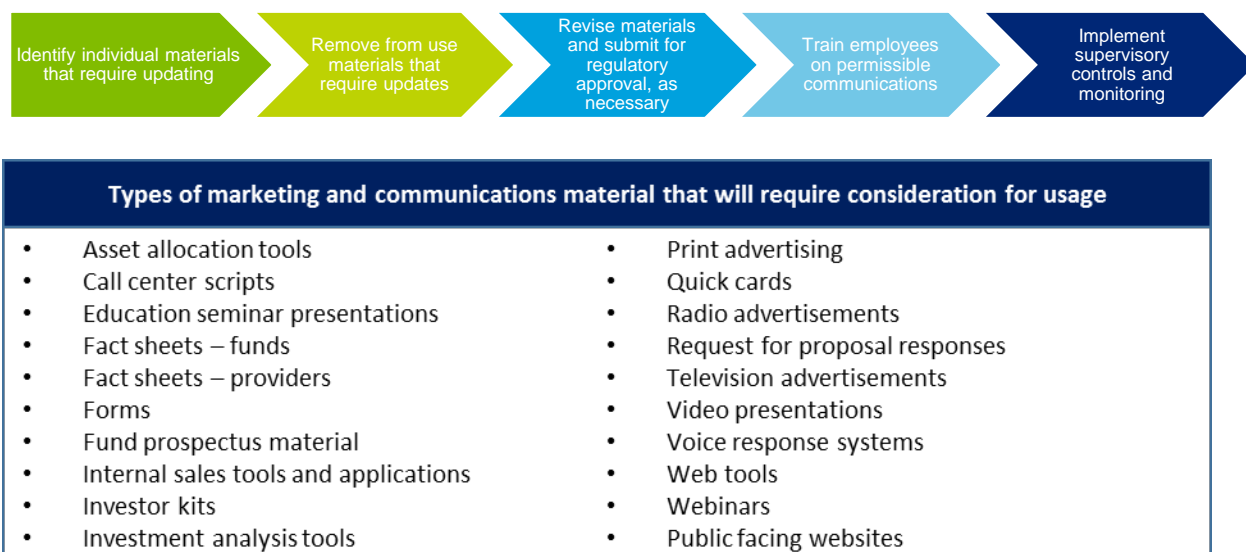 Identify individual materials
that require updating
Remove from use
materials that
require updates
Revise materials
and submit for
regulatory
approval, as
necessary
Train employees
on permissible
communications
Implement
supervisory
controls and
monitoring
Types of marketing and communications material that will require consideration for usage
• Asset allocation tools
• Call center scripts
• Education seminar presentations
• Fact sheets – funds
• Fact sheets – providers
• Forms
• Fund prospectus material
• Internal sales tools and applications
• Investor kits
• Investment analysis tools
• Print advertising
• Quick cards
• Radio advertisements
• Request for proposal responses
• Television advertisements
• Video presentations
• Voice response systems
• Web tools
• Webinars
• Public facing websites